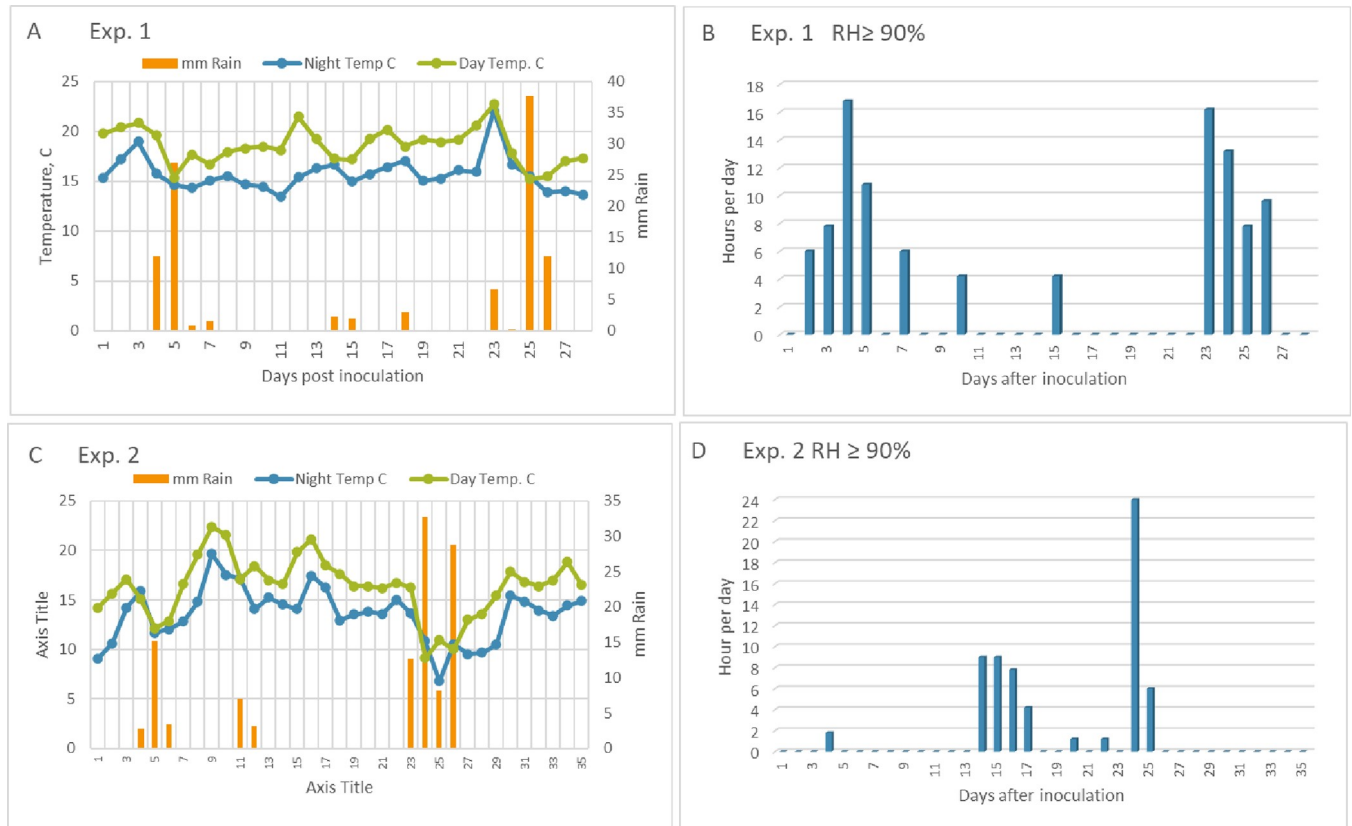 A Exp. 1
mm Rain Night Temp C Day Temp. C
25
20
15
10
5
0
Temperature, C
40
35
30
25
20
15
10
5
0
mm Rain
1 3 5 7 9 11 13 15 17 19 21 23 25 27
Days post inoculation
B Exp. 1 RH≥ 90%
18
16
14
12
10
8
6
4
2
0
Hours per day
1 3 5 7 9 11 13 15 17 19 21 23 25 27
Days after inoculation
C Exp. 2
mm Rain Night Temp C Day Temp. C
25
20
15
10
5
0
Axis Title
35
30
25
20
15
10
5
0
mm Rain
1 3 5 7 9 11 13 15 17 19 21 23 25 27 29 31 33 35
Axis Title
D Exp. 2 RH ≥ 90%
24
22
20
18
16
14
12
10
8
6
4
2
0
Hour per day
1 3 5 7 9 11 13 15 17 19 21 23 25 27 29 31 33 35
Days after inoculation